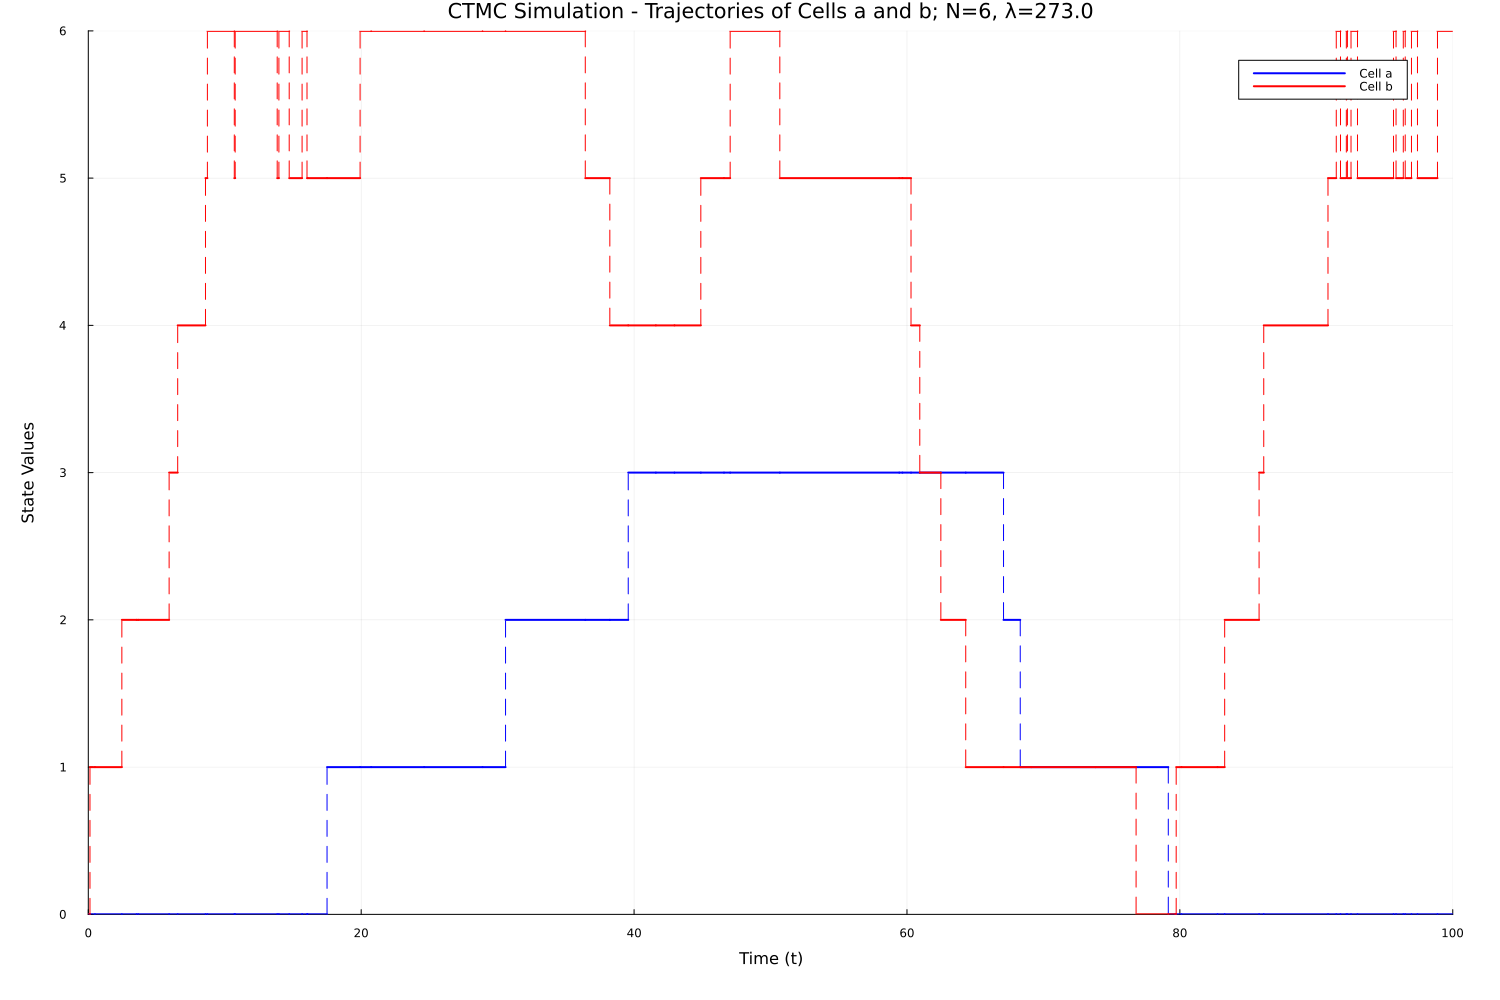 CTMC Simulation - Trajectories of Cells a and b; N=6, λ=273.0
6
Cell a
Cell b
5
4
3
2
1
0
State Values
0 20 40 60 80 100
Time (t)